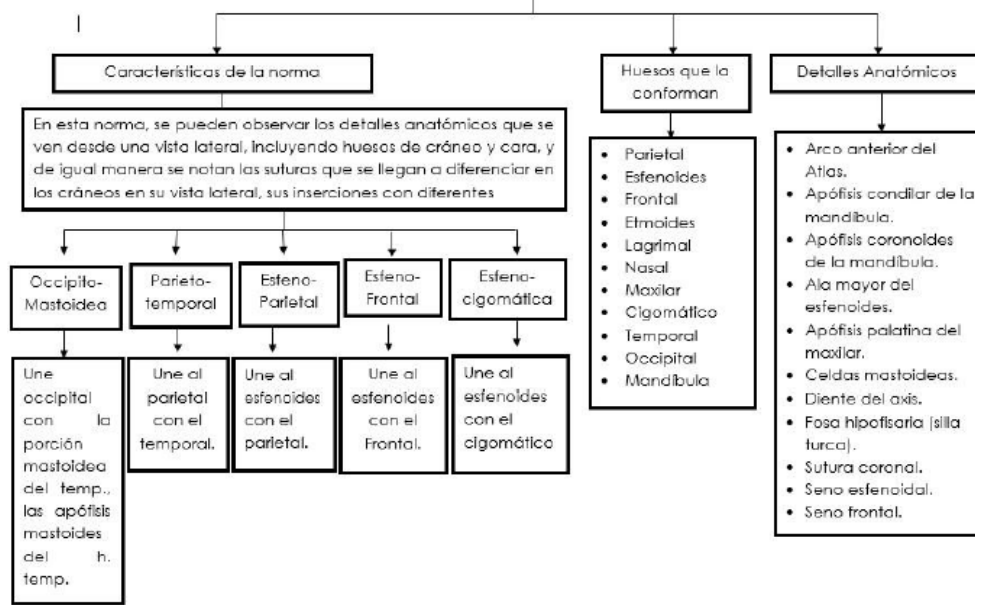 Características de la norma
En esta norma, se pueden observar los detalles anatómicos que se
ven desde una vista lateral, incluyendo huesos de cráneo y cara, y
de igual manera se notan las suturas que se llegan a diferenciar en
los cráneos en su vista lateral, sus inserciones con diferentes
Occipito-
Mastoidea
Une
occipital
con la
porción
mastoidea
del temp.,
las apófisis
mastoides
del h.
temp.
Parieto-
temporal
Une al
parietal
con el
temporal.
Esfeno-
Parietal
Une al
esfenoides
con el
parietal.
Esfeno-
Frontal
Une al
esfenoides
con el
Frontal.
Esfeno-
cigomática
Une al
esfenoides
con el
cigomático
Huesos que la
conforman
• Parietal
• Esfenoides
• Frontal
• Etmoides
• Lagrimal
• Nasal
• Maxilar
• Cigomático
• Temporal
• Occipital
• Mandíbula
Detalles Anatómicos
• Arco anterior del
Atlas.
• Apófisis condilar de la
mandíbula.
• Apófisis coronoides
de la mandíbula.
• Ala mayor del
esfenoides.
• Apófisis palatina del
maxilar.
• Celdas mastoideas.
• Diente del axis.
• Fosa hipofisaria (silla
turca).
• Sutura coronal.
• Seno esfenoidal.
• Seno frontal.